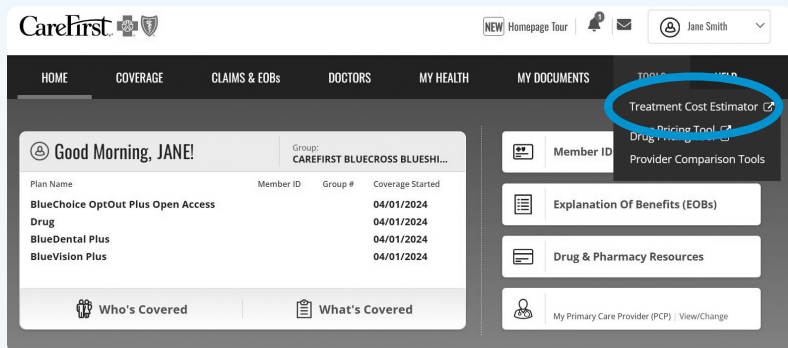 CareFirst
NEW Homepage Tour
1
Jane Smith
HOME COVERAGE CLAIMS & EOBs DOCTORS MY HEALTH MY DOCUMENTS TOOLS HELP
Treatment Cost Estimator
Drug Pricing Tool
Provider Comparison Tools
Good Morning, JANE!
Group:
CAREFIRST BLUECROSS BLUESHI...
Plan Name Member ID Group # Coverage Started
BlueChoice OptOut Plus Open Access 04/01/2024
Drug 04/01/2024
BlueDental Plus 04/01/2024
BlueVision Plus 04/01/2024
Who's Covered What's Covered
Member ID
Explanation Of Benefits (EOBs)
Drug & Pharmacy Resources
My Primary Care Provider (PCP) | View/Change